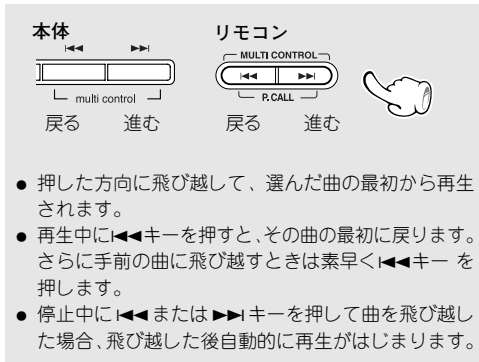 本体 リモコン
⏮ ⏭ MULTI CONTROL
⏮ ⏭
multi control P.CALL
戻る 進む 戻る 進む
● 押した方向に飛び越して、選んだ曲の最初から再生
されます。
● 再生中に⏮キーを押すと、その曲の最初に戻ります。
さらに手前の曲に飛び越すときは素早く⏮キー を
押します。
● 停止中に⏮または⏭キーを押して曲を飛び越し
た場合、飛び越した後自動的に再生がはじまります。